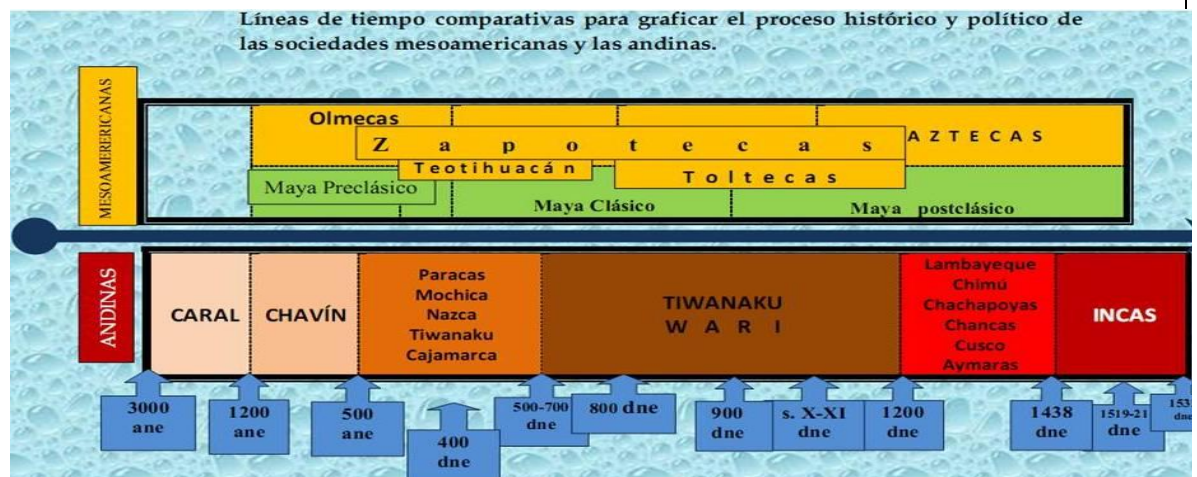 Líneas de tiempo comparativas para graficar el proceso histórico y político de
las sociedades mesoamericanas y las andinas.
MESOAMERERICANAS
Olmecas
Z a p o t e c a s
AZTECAS
Teotihuacán
Toltecas
Maya Preclásico
Maya Clásico
Maya postclásico
ANDINAS
CARAL
CHAVÍN
Paracas
Mochica
Nazca
Tiwanaku
Cajamarca
TIWANAKU
W A R I
Lambayeque
Chimú
Chachapoyas
Chancas
Cusco
Aymaras
INCAS
3000
ane
1200
ane
500
ane
400
dne
500-700
dne
800 dne
900
dne
s. X-XI
dne
1200
dne
1438
dne
1519-21
dne
153
dne